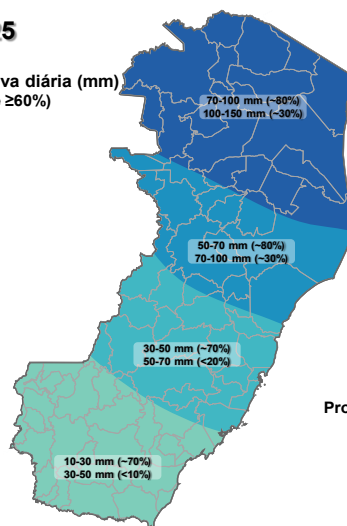 5
va diária (mm)
≥60%)
70-100 mm (~80%)
100-150 mm (~30%)
50-70 mm (~80%)
70-100 mm (~30%)
30-50 mm (~70%)
50-70 mm (<20%)
Pro
10-30 mm (~70%)
30-50 mm (<10%)